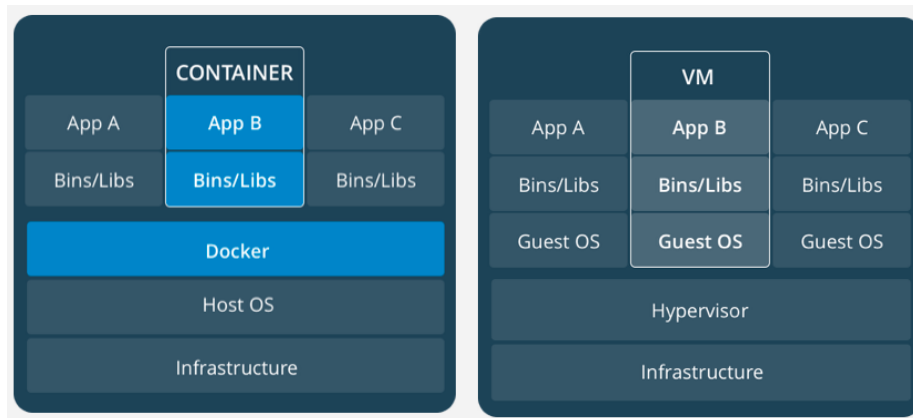 CONTAINER
App A App B App C
Bins/Libs Bins/Libs Bins/Libs
Docker
Host OS
Infrastructure
VM
App A App B App C
Bins/Libs Bins/Libs Bins/Libs
Guest OS Guest OS Guest OS
Hypervisor
Infrastructure